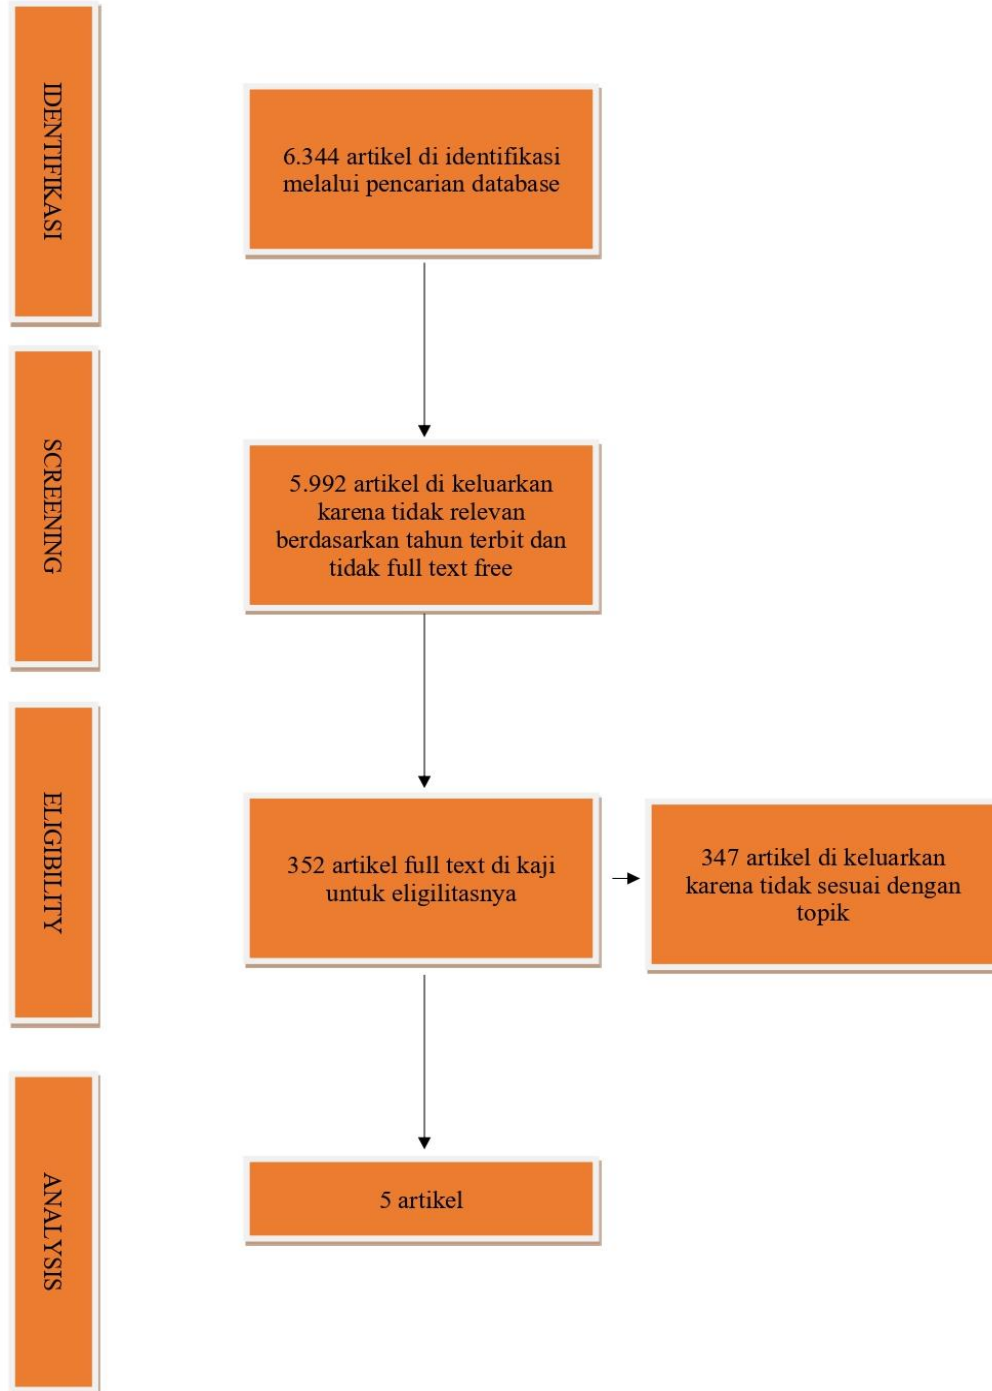 IDENTIFIKASI
6.344 artikel di identifikasi
melalui pencarian database
SCREENING
5.992 artikel di keluarkan
karena tidak relevan
berdasarkan tahun terbit dan
tidak full text free
ELIGIBILITY
352 artikel full text di kaji
untuk eligilitasnya
347 artikel di keluarkan
karena tidak sesuai dengan
topik
ANALYSIS
5 artikel